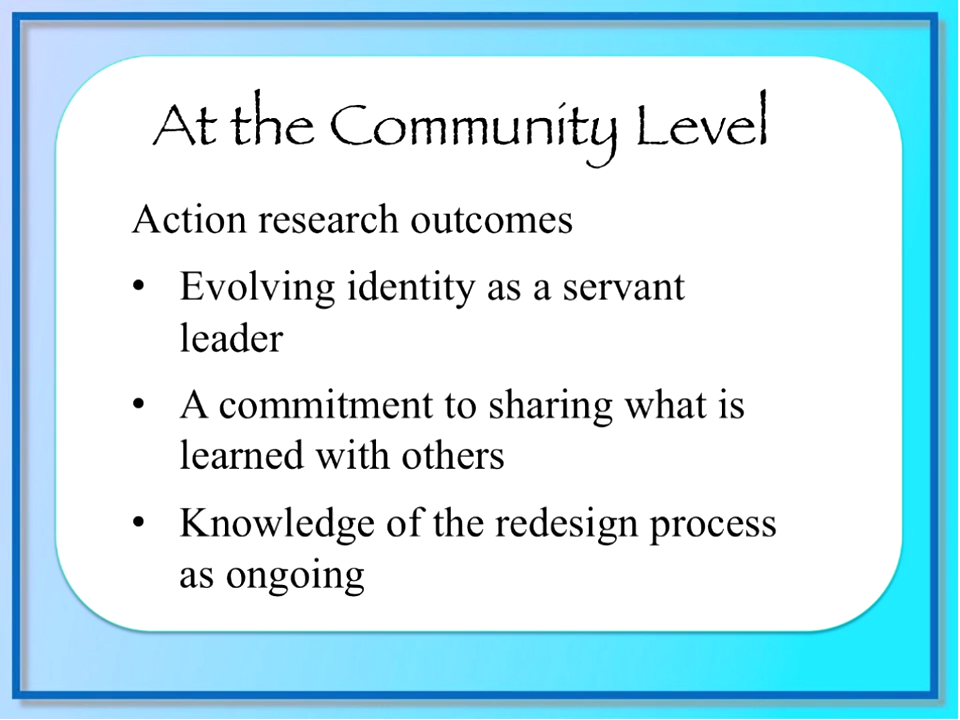 At the Community Level
Action research outcomes
• Evolving identity as a servant
leader
• A commitment to sharing what is
learned with others
• Knowledge of the redesign process
as ongoing